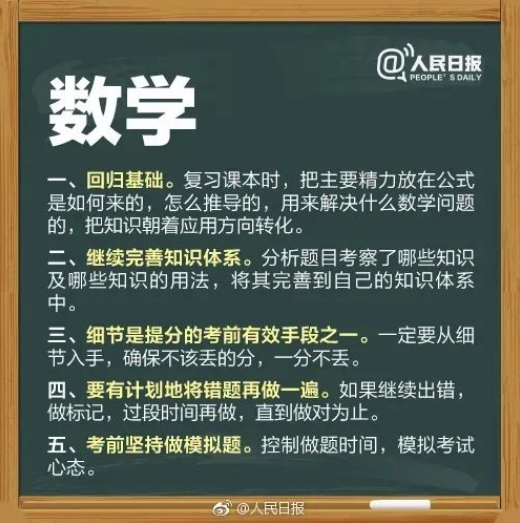 @人民日报
PEOPLE'S DAILY
数学
一、回归基础。复习课本时，把主要精力放在公式
是如何来的，怎么推导的，用来解决什么数学问题
的，把知识朝着应用方向转化。
二、继续完善知识体系。分析题目考察了哪些知识
及哪些知识的用法，将其完善到自己的知识体系
中。
三、细节是提分的考前有效手段之一。一定要从细
节入手，确保不该丢的分，一分不丢。
四、要有计划地将错题再做一遍。如果继续出错，
做标记，过段时间再做，直到做对为止。
五、考前坚持做模拟题。控制做题时间，模拟考试
心态。
@人民日报